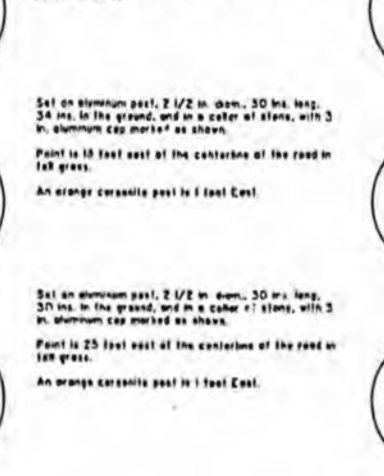 Set an aluminum post, 2 1/2 in. diam., 30 ins. long,
34 ins. in the ground, and in a collar of stone, with 3
in. aluminum cap marked as shown.
Point is 18 feet east of the centerline of the road in
tall grass.
An orange carsonite post is 1 foot East.
Set an aluminum post, 2 1/2 in. diam., 30 ins. long,
30 ins. in the ground, and in a collar of stone, with 3
in. aluminum cap marked as shown.
Point is 25 feet east of the centerline of the road in
tall grass.
An orange carsonite post is 1 foot East.